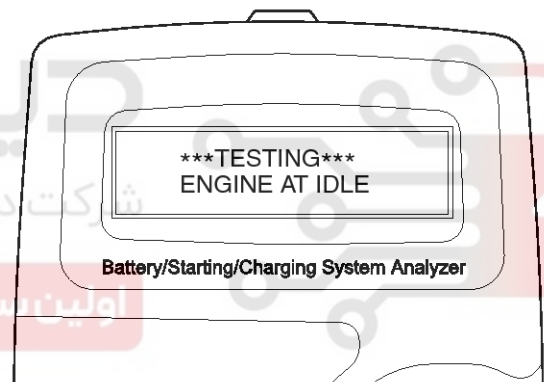 ***TESTING***
ENGINE AT IDLE
شرکت د
Battery/Starting/Charging System Analyzer
اولین س